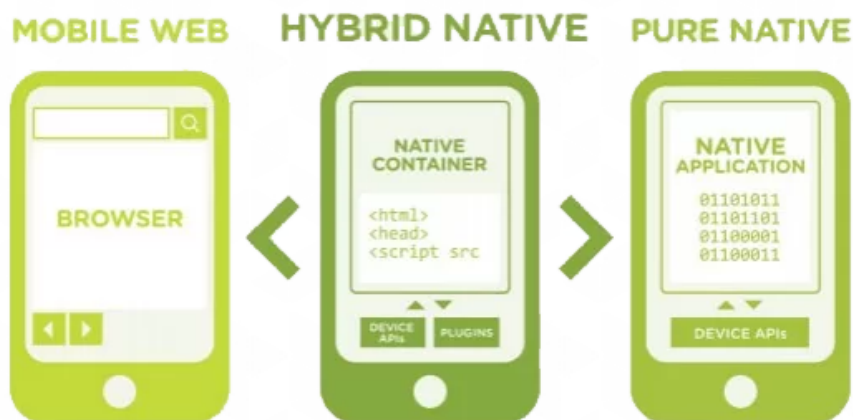 MOBILE WEB
HYBRID NATIVE
PURE NATIVE
BROWSER
NATIVE
CONTAINER
<html>
<head>
<script src
DEVICE
APIs
PLUGINS
NATIVE
APPLICATION
01101011
01101101
01100001
01100011
DEVICE APIs